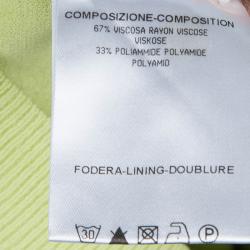 COMPOSIZIONE-COMPOSITION
67% VISCOSA RAYON VISCOSE
VISKOSE
33% POLIAMMIDE POLYAMIDE
POLYAMID
FODERA-LINING-DOUBLURE
30
P